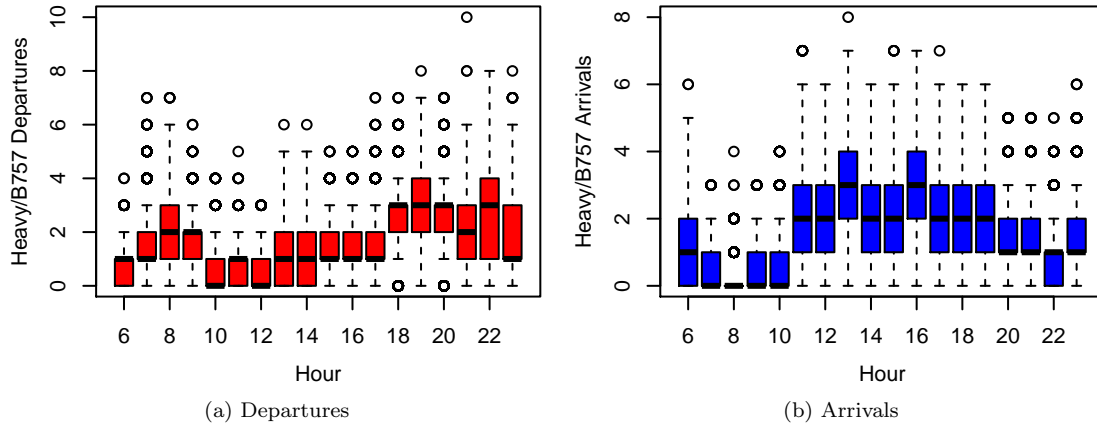 Heavy/B757 Departures
0 2 4 6 8 10
6 8 10 12 14 16 18 20 22
Hour
(a) Departures
Heavy/B757 Arrivals
0 2 4 6 8
6 8 10 12 14 16 18 20 22
Hour
(b) Arrivals